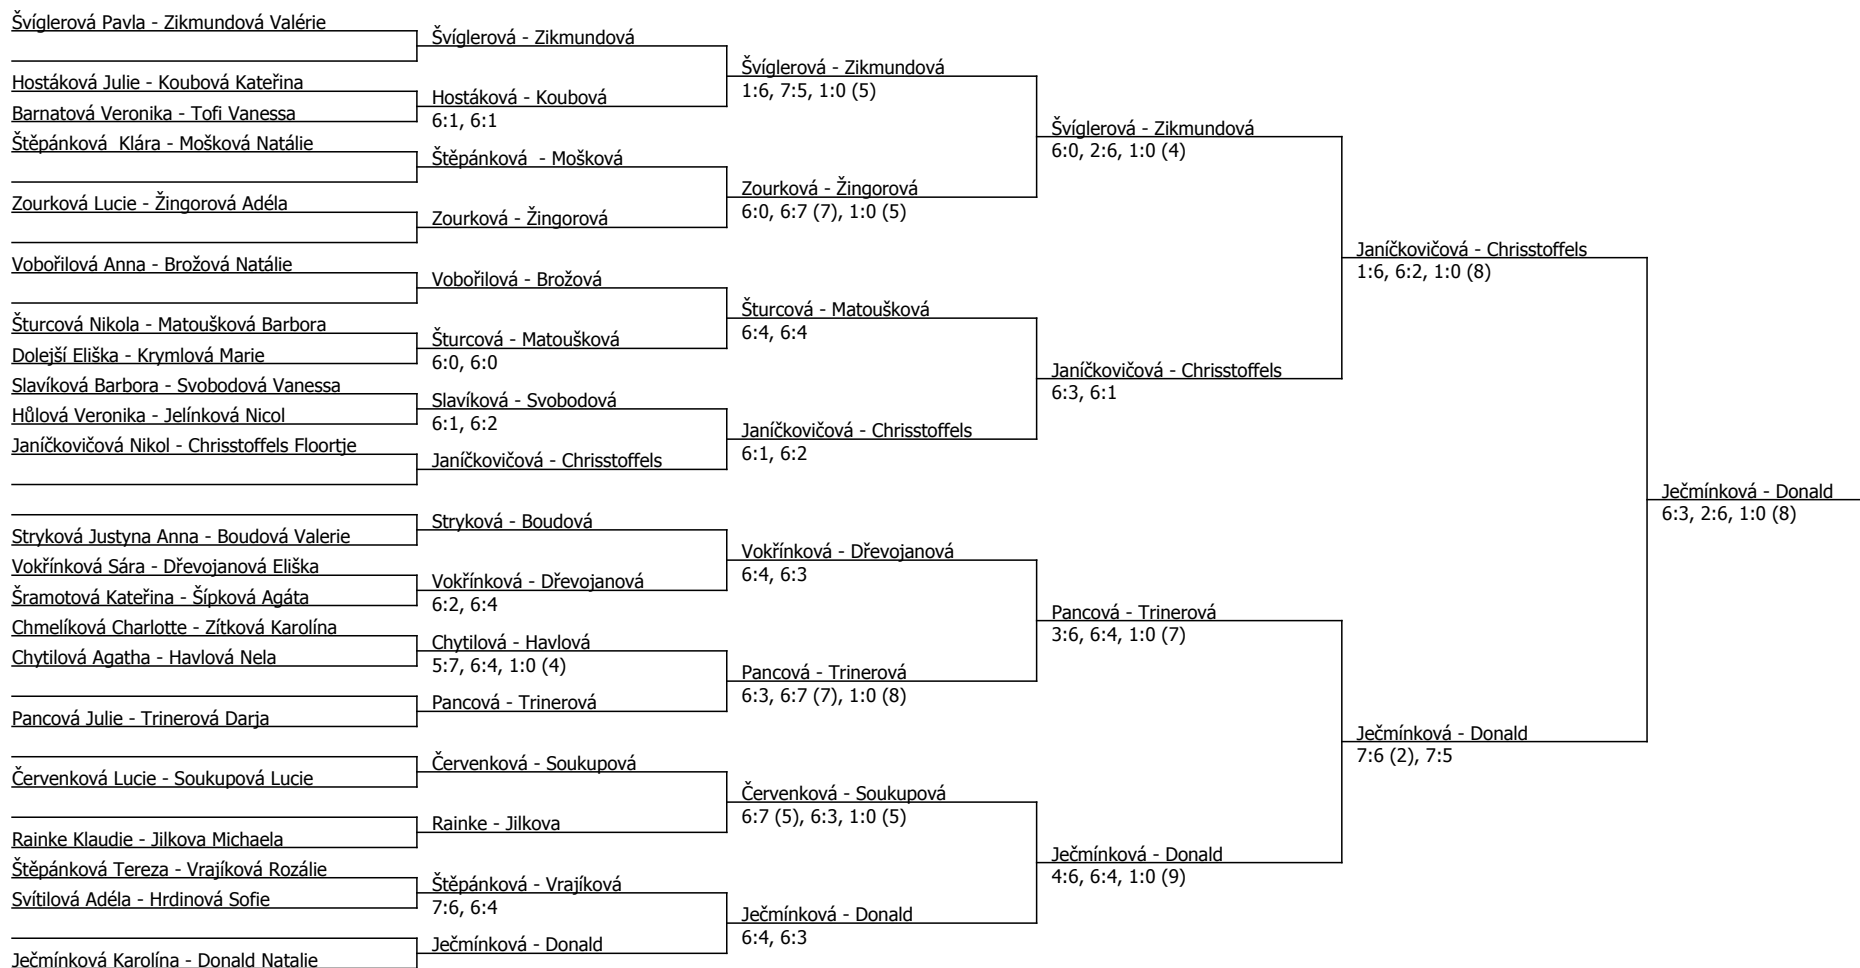 Švíglerová Pavla - Zikmundová Valérie
Hostáková Julie - Koubová Kateřina
Barnatová Veronika - Tofi Vanessa
Štěpánková  Klára - Mošková Natálie
Zourková Lucie - Žingorová Adéla
Vobořilová Anna - Brožová Natálie
Šturcová Nikola - Matoušková Barbora
Dolejší Eliška - Krymlová Marie
Slavíková Barbora - Svobodová Vanessa
Hůlová Veronika - Jelínková Nicol
Janíčkovičová Nikol - Chrisstoffels Floortje
Stryková Justyna Anna - Boudová Valerie
Vokřínková Sára - Dřevojanová Eliška
Šramotová Kateřina - Šípková Agáta
Chmelíková Charlotte - Zítková Karolína
Chytilová Agatha - Havlová Nela
Pancová Julie - Trinerová Darja
Červenková Lucie - Soukupová Lucie
Rainke Klaudie - Jilkova Michaela
Štěpánková Tereza - Vrajíková Rozálie
Svítilová Adéla - Hrdinová Sofie
Ječmínková Karolína - Donald Natalie
Švíglerová - Zikmundová
Hostáková - Koubová
6:1, 6:1
Štěpánková  - Mošková
Zourková - Žingorová
Vobořilová - Brožová
Šturcová - Matoušková
6:0, 6:0
Slavíková - Svobodová
6:1, 6:2
Janíčkovičová - Chrisstoffels
Stryková - Boudová
Vokřínková - Dřevojanová
6:2, 6:4
Chytilová - Havlová
5:7, 6:4, 1:0 (4)
Pancová - Trinerová
Červenková - Soukupová
Rainke - Jilkova
Štěpánková - Vrajíková
7:6, 6:4
Ječmínková - Donald
Švíglerová - Zikmundová
1:6, 7:5, 1:0 (5)
Zourková - Žingorová
6:0, 6:7 (7), 1:0 (5)
Šturcová - Matoušková
6:4, 6:4
Janíčkovičová - Chrisstoffels
6:1, 6:2
Vokřínková - Dřevojanová
6:4, 6:3
Pancová - Trinerová
6:3, 6:7 (7), 1:0 (8)
Červenková - Soukupová
6:7 (5), 6:3, 1:0 (5)
Ječmínková - Donald
6:4, 6:3
Švíglerová - Zikmundová
6:0, 2:6, 1:0 (4)
Janíčkovičová - Chrisstoffels
6:3, 6:1
Pancová - Trinerová
3:6, 6:4, 1:0 (7)
Ječmínková - Donald
4:6, 6:4, 1:0 (9)
Janíčkovičová - Chrisstoffels
1:6, 6:2, 1:0 (8)
Ječmínková - Donald
7:6 (2), 7:5
Ječmínková - Donald
6:3, 2:6, 1:0 (8)